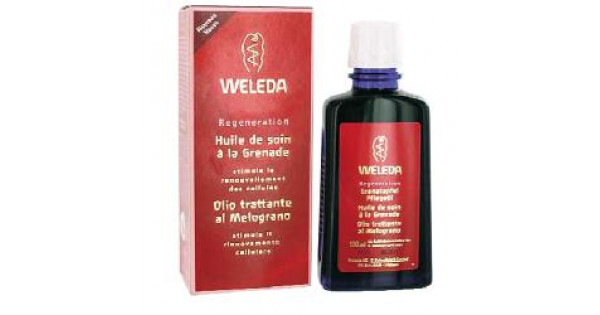 WELEDA
Regeneration
Huile de soin
à la Grenade
stimule le
renouvellement
des cellules
Olio trattante
al Melograno
stimola il
rinnovamento
cellulare
WELEDA
Regeneration
Granatapfel
Pflegeöl
Huile de soin
à la Grenade
Olio trattante
al Melograno
100 ml